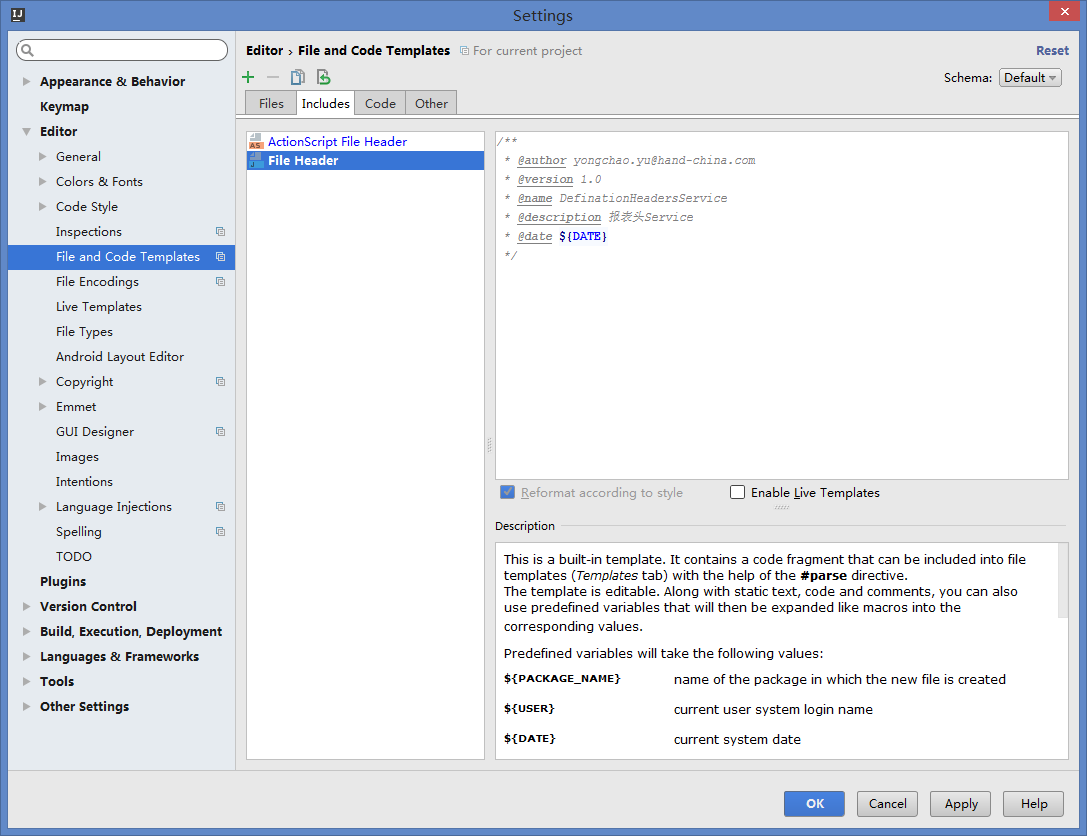 IJ
Settings
Appearance & Behavior
Keymap
Editor
General
Colors & Fonts
Code Style
Inspections
File and Code Templates
File Encodings
Live Templates
File Types
Android Layout Editor
Copyright
Emmet
GUI Designer
Images
Intentions
Language Injections
Spelling
TODO
Plugins
Version Control
Build, Execution, Deployment
Languages & Frameworks
Tools
Other Settings
Editor › File and Code Templates For current project Reset
Schema: Default
Files Includes Code Other
AS ActionScript File Header
J File Header
/**
* @author yongchao.yu@hand-china.com
* @version 1.0
* @name DefinationHeadersService
* @description 报表头Service
* @date ${DATE}
*/
Reformat according to style Enable Live Templates
Description
This is a built-in template. It contains a code fragment that can be included into file
templates (Templates tab) with the help of the #parse directive.
The template is editable. Along with static text, code and comments, you can also
use predefined variables that will then be expanded like macros into the
corresponding values.
Predefined variables will take the following values:
${PACKAGE_NAME} name of the package in which the new file is created
${USER} current user system login name
${DATE} current system date
OK Cancel Apply Help